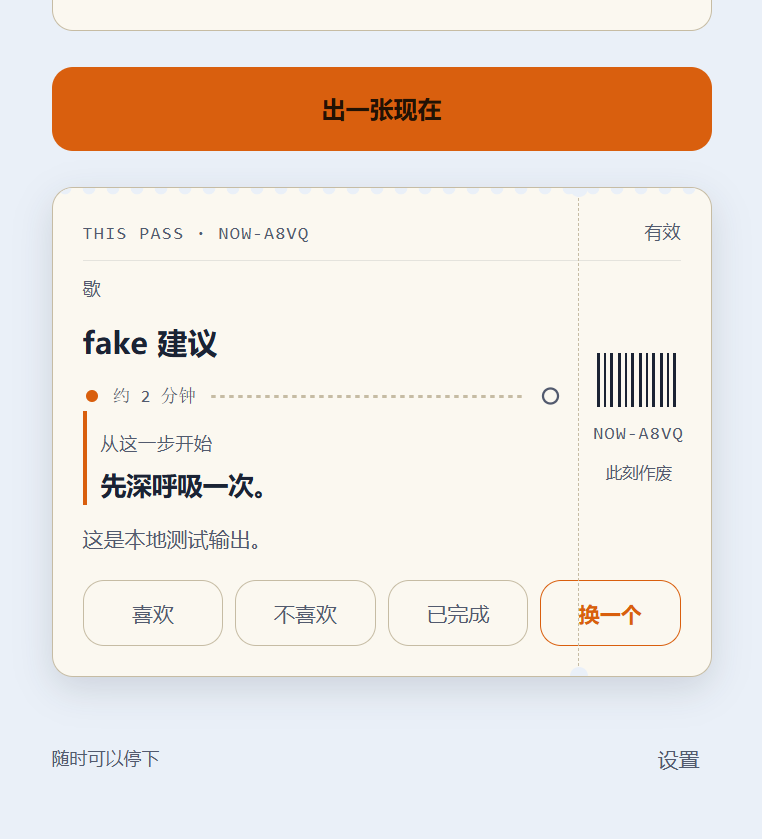 出一张现在
THIS PASS · NOW-A8VQ
有效
歇
fake 建议
约 2 分钟
从这一步开始
先深呼吸一次。
这是本地测试输出。
NOW-A8VQ
此刻作废
喜欢
不喜欢
已完成
换一个
随时可以停下
设置